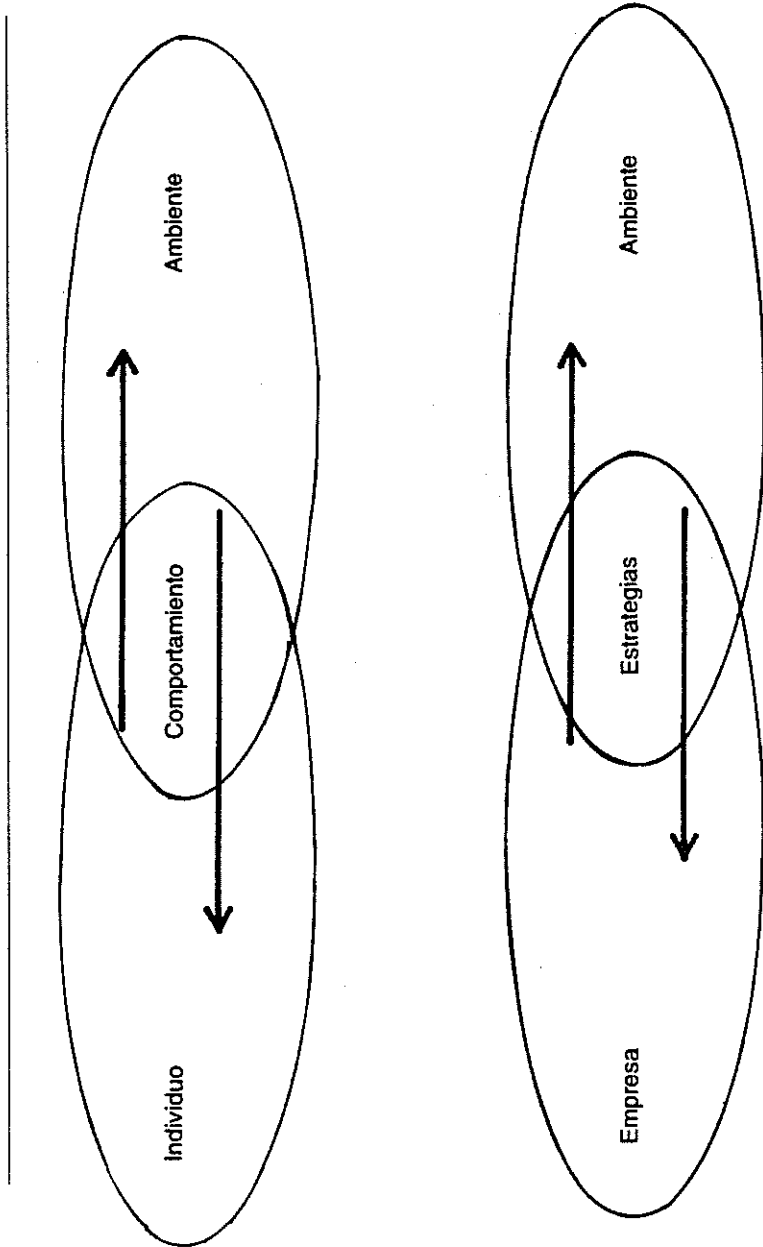 Individuo
Comportamiento
Ambiente
Empresa
Estrategias
Ambiente